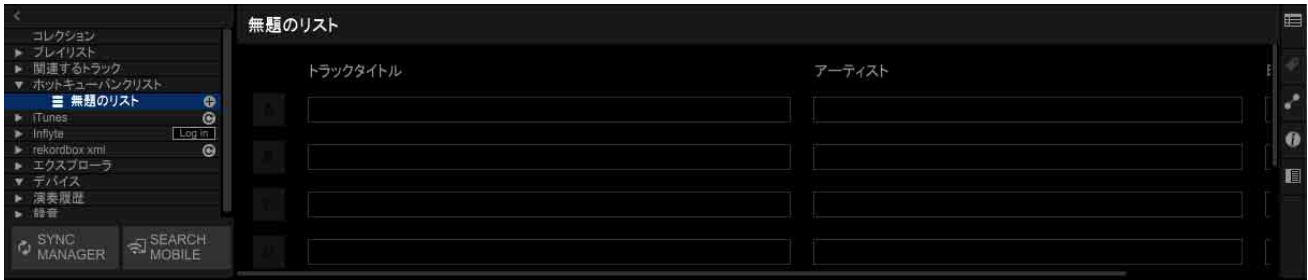 コレクション
プレイリスト
関連するトラック
ホットキューバンクリスト
無題のリスト
iTunes
Inflyte
Log in
rekordbox xml
エクスプローラ
デバイス
演奏履歴
録音
SYNC
MANAGER
SEARCH
MOBILE
無題のリスト
トラックタイトル
アーティスト
A
B
C
D